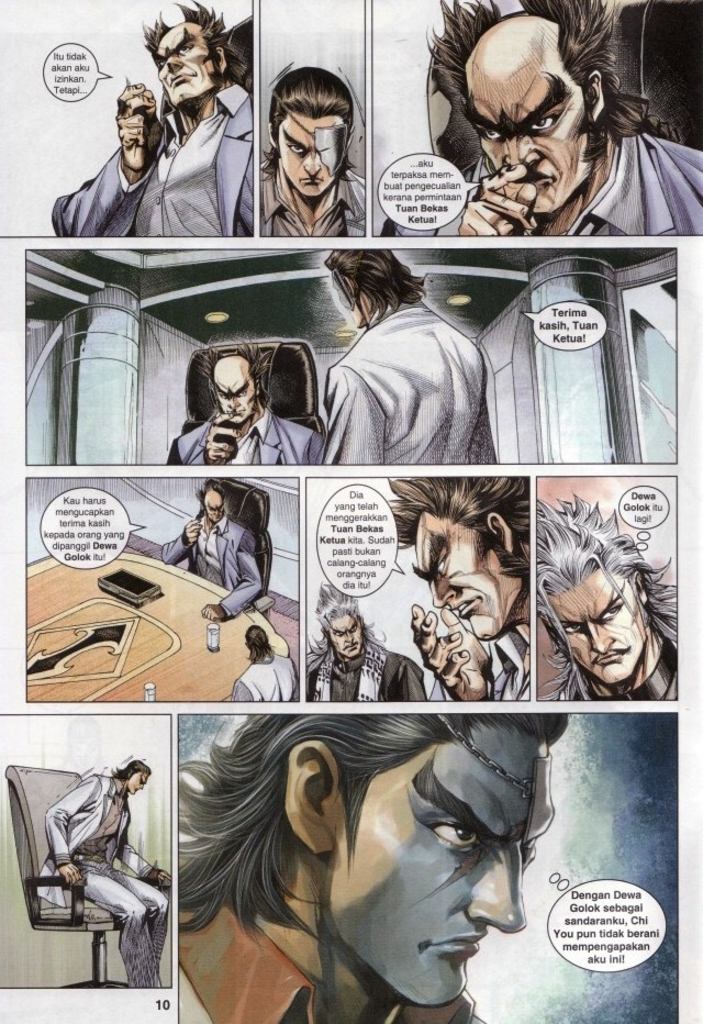 Itu tidak
akan aku
izinkan.
Tetapi...
...aku
terpaksa mem-
buat pengecualian
kerana permintaan
Tuan Bekas
Ketua!
Terima
kasih, Tuan
Ketua!
Kau harus
mengucapkan
terima kasih
kepada orang yang
dipanggil Dewa
Golok itu!
Dia
yang telah
menggerakkan
Tuan Bekas
Ketua kita. Sudah
pasti bukan
calang-calang
orangnya
dia itu!
Dewa
Golok itu
lagi!
Dengan Dewa
Golok sebagai
sandaranku, Chi
You pun tidak berani
mempengapakan
aku ini!
10